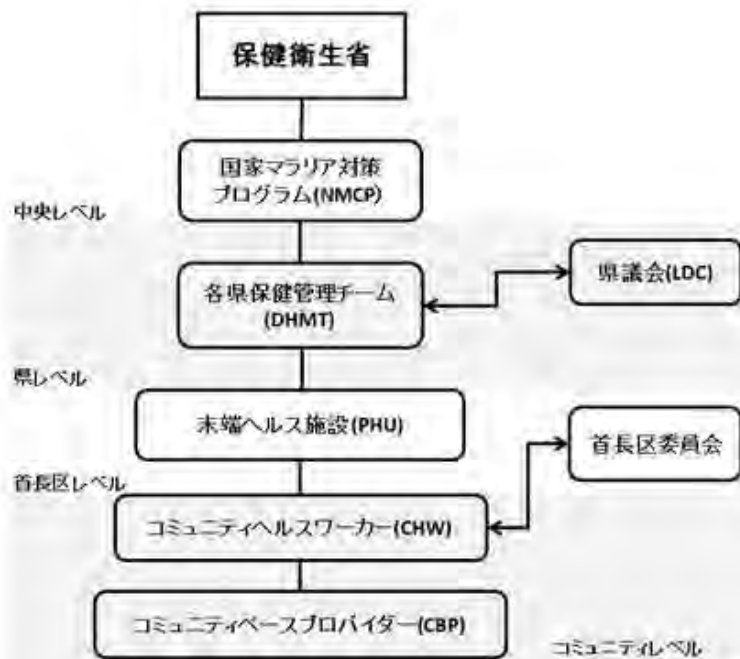 保健衛生省
国家マラリア対策
プログラム(NMCP)
中央レベル
各県保健管理チーム
(DHMT)
県議会(LDC)
県レベル
末端ヘルス施設(PHU)
首長区委員会
首長区レベル
コミュニティヘルスワーカー(CHW)
コミュニティベースプロバイダー(CBP)
コミュニティレベル